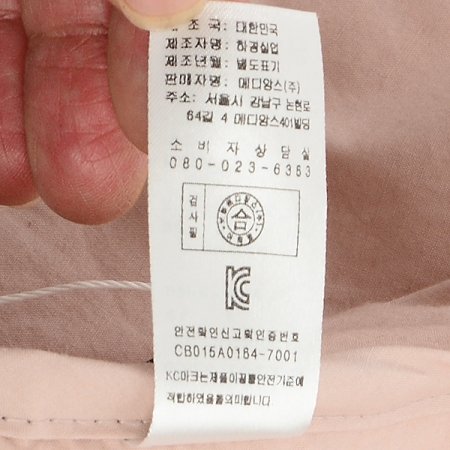 제 조 국: 대한민국
제조자명: 하경실업
제조년월: 별도표기
판매자명: 메디앙스(주)
주소: 서울시 강남구 논현로
64길 4 메디앙스401빌딩
소 비 자 상 담 실
080-023-6363
검사필
合
KC
안전확인신고확인증번호
CB015A0164-7001
KC마크는제품이공통안전기준에
적합하였음을의미합니다.